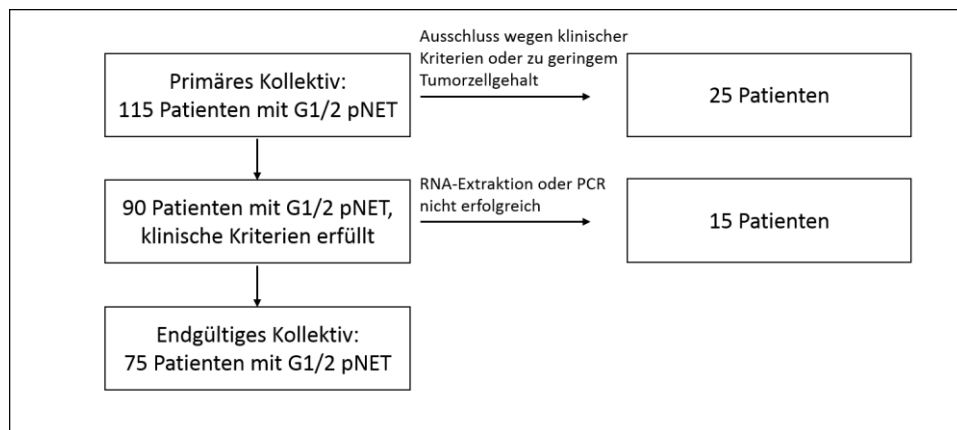 Primäres Kollektiv:
115 Patienten mit G1/2 pNET
Ausschluss wegen klinischer
Kriterien oder zu geringem
Tumorzellgehalt
25 Patienten
90 Patienten mit G1/2 pNET,
klinische Kriterien erfüllt
RNA-Extraktion oder PCR
nicht erfolgreich
15 Patienten
Endgültiges Kollektiv:
75 Patienten mit G1/2 pNET